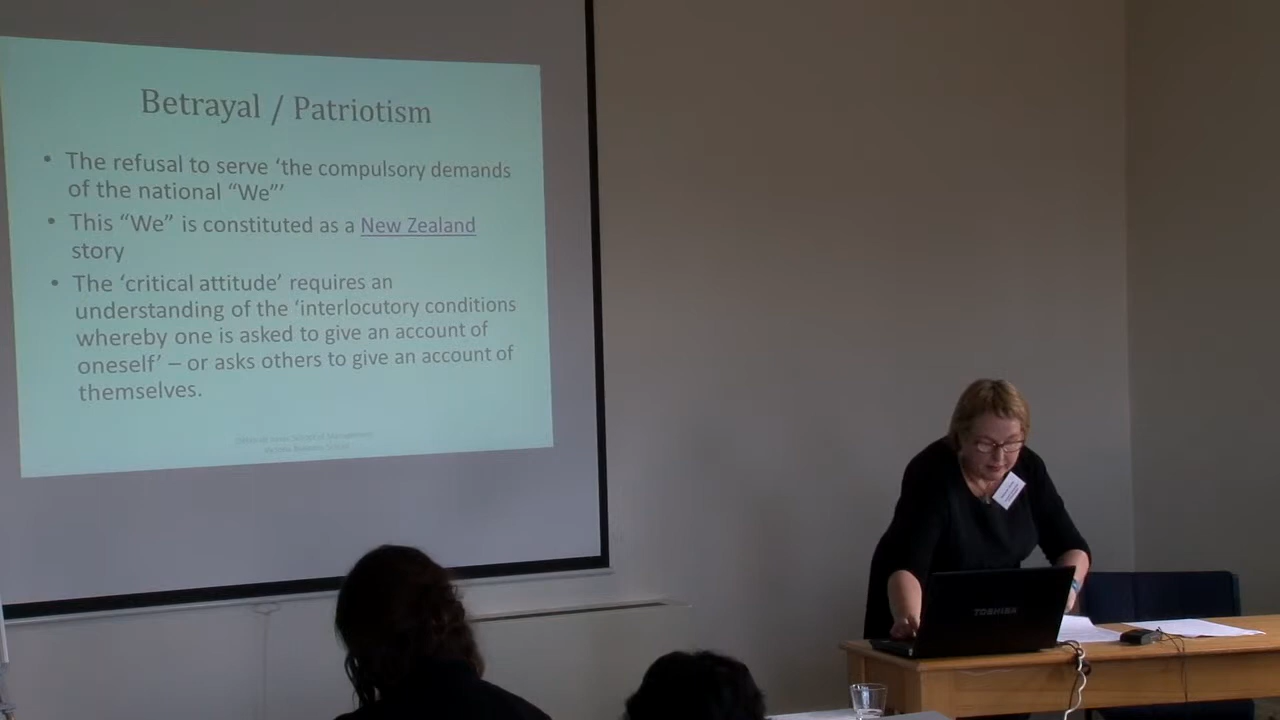 Betrayal / Patriotism
• The refusal to serve ‘the compulsory demands
of the national “We”’
• This “We” is constituted as a New Zealand
story
• The ‘critical attitude’ requires an
understanding of the ‘interlocutory conditions
whereby one is asked to give an account of
oneself’ – or asks others to give an account of
themselves.
TOSHIBA